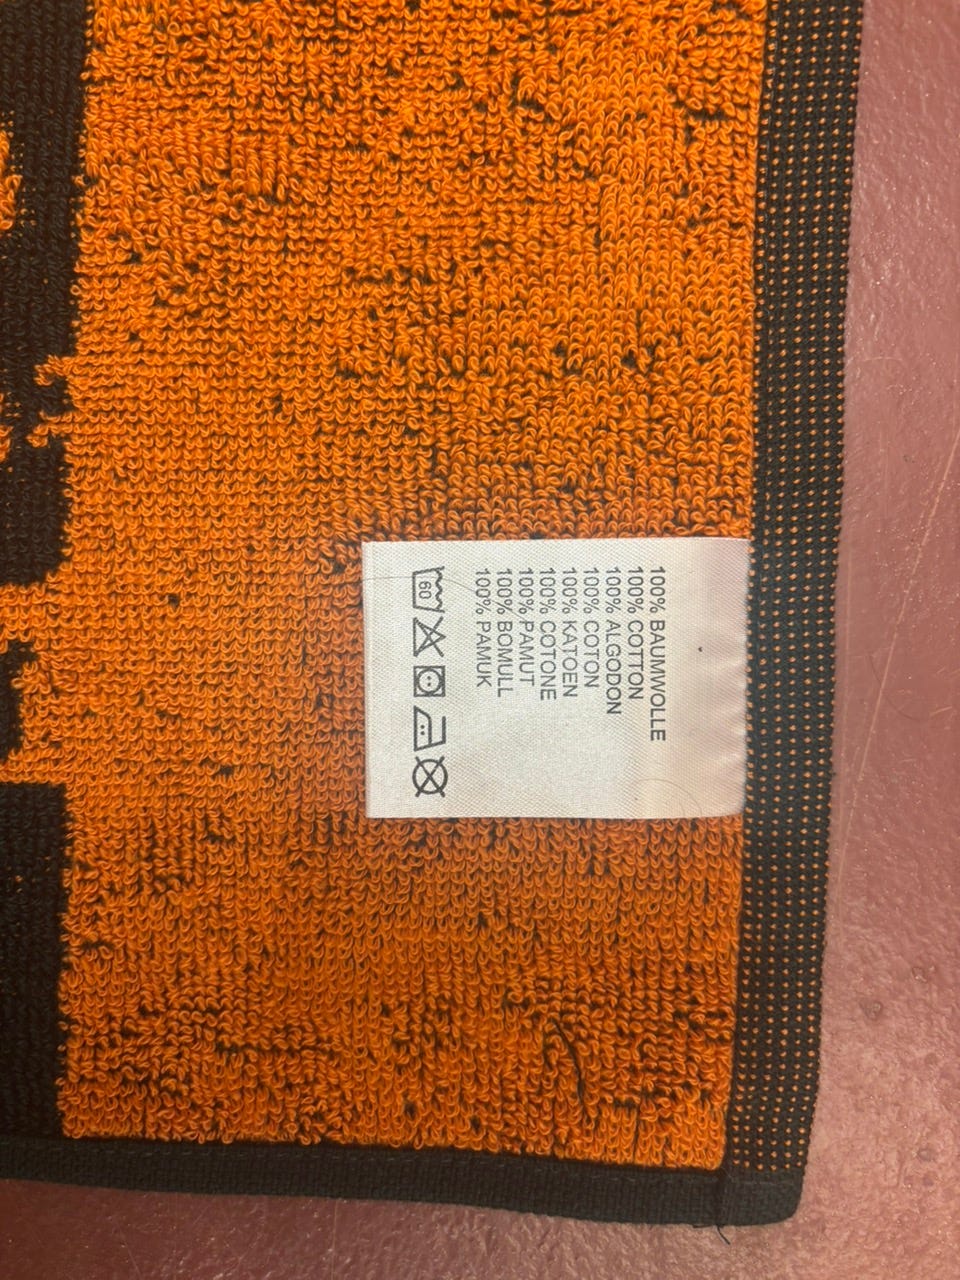 100% BAUMWOLLE
100% COTTON
100% ALGODON
100% COTON
100% KATOEN
100% COTONE
100% PAMUT
100% BOMULL
100% PAMUK
60